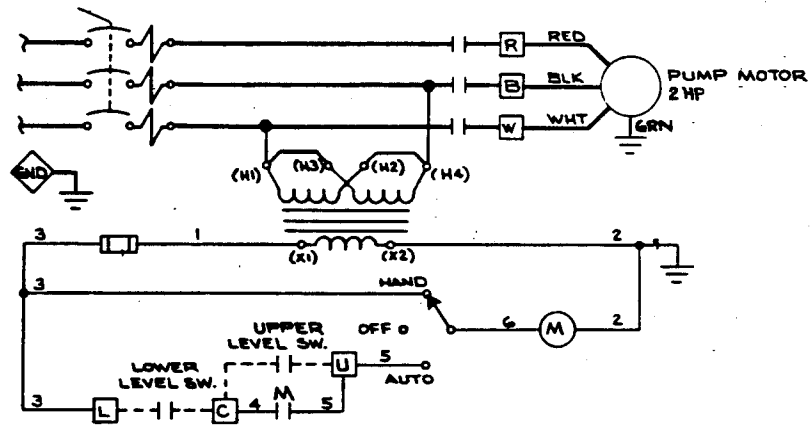 R RED
B BLK
W WHT
PUMP MOTOR
2 HP
GRN
GND
(H1) (H3) (H2) (H4)
3 1 (X1) (X2) 2
3 HAND
OFF 6 M 2
UPPER
LEVEL SW.
U 5
AUTO
LOWER
LEVEL SW.
3 L C 4 M 5